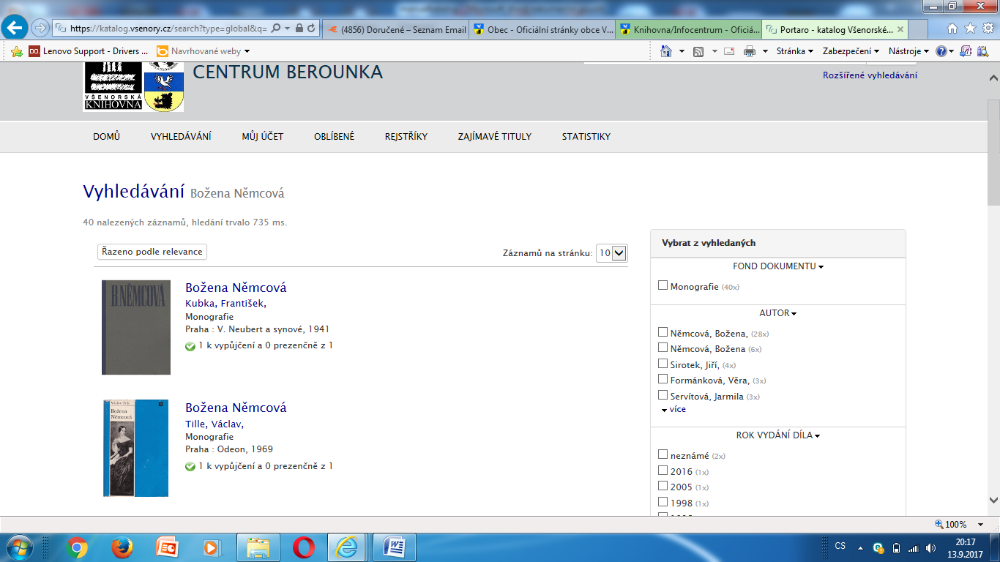 https://katalog.vsenory.cz/search?type=global&q=
(4856) Doručené – Seznam Email
Obec - Oficiální stránky obce V...
Knihovna/Infocentrum - Oficiá...
Portaro - katalog Všenorské...
Lenovo Support - Drivers ...
Navrhované weby
Stránka
Zabezpečení
Nástroje
VŠENORSKÁ
KNIHOVNA
CENTRUM BEROUNKA
Rozšířené vyhledávání
DOMŮ
VYHLEDÁVÁNÍ
MŮJ ÚČET
OBLÍBENÉ
REJSTŘÍKY
ZAJÍMAVÉ TITULY
STATISTIKY
Vyhledávání Božena Němcová
40 nalezených záznamů, hledání trvalo 735 ms.
Řazeno podle relevance
Záznamů na stránku: 10
B.NĚMCOVÁ
Božena Němcová
Kubka, František,
Monografie
Praha : V. Neubert a synové, 1941
1 k vypůjčení a 0 prezenčně z 1
Václav Tille
Božena
Němcová
Božena Němcová
Tille, Václav,
Monografie
Praha : Odeon, 1969
1 k vypůjčení a 0 prezenčně z 1
Vybrat z vyhledaných
FOND DOKUMENTU
Monografie (40x)
AUTOR
Němcová, Božena, (28x)
Němcová, Božena (6x)
Sirotek, Jiří, (4x)
Formánková, Věra, (3x)
Servítová, Jarmila (3x)
více
ROK VYDÁNÍ DÍLA
neznámé (2x)
2016 (1x)
2005 (1x)
1998 (1x)
100%
CS
20:17
13.9.2017